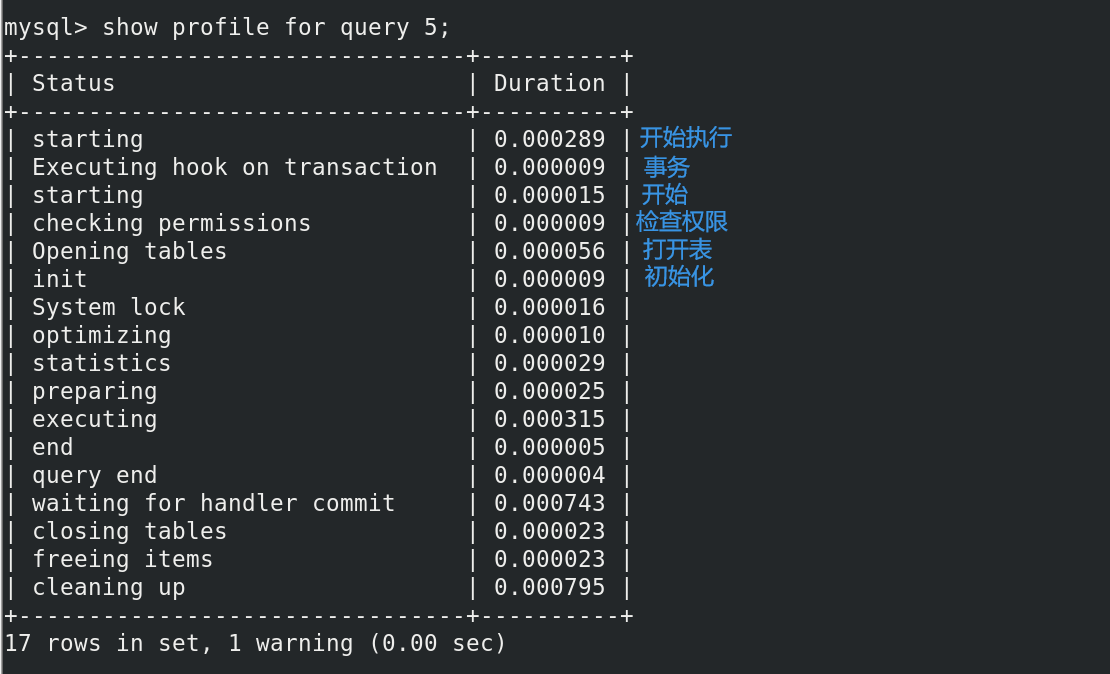 mysql> show profile for query 5;
+--------------------------------+----------+
| Status                         | Duration |
+--------------------------------+----------+
| starting                       | 0.000289 | 开始执行
| Executing hook on transaction  | 0.000009 | 事务
| starting                       | 0.000015 | 开始
| checking permissions           | 0.000009 | 检查权限
| Opening tables                 | 0.000056 | 打开表
| init                           | 0.000009 | 初始化
| System lock                    | 0.000016 |
| optimizing                     | 0.000010 |
| statistics                     | 0.000029 |
| preparing                      | 0.000025 |
| executing                      | 0.000315 |
| end                            | 0.000005 |
| query end                      | 0.000004 |
| waiting for handler commit     | 0.000743 |
| closing tables                 | 0.000023 |
| freeing items                  | 0.000023 |
| cleaning up                    | 0.000795 |
+--------------------------------+----------+
17 rows in set, 1 warning (0.00 sec)